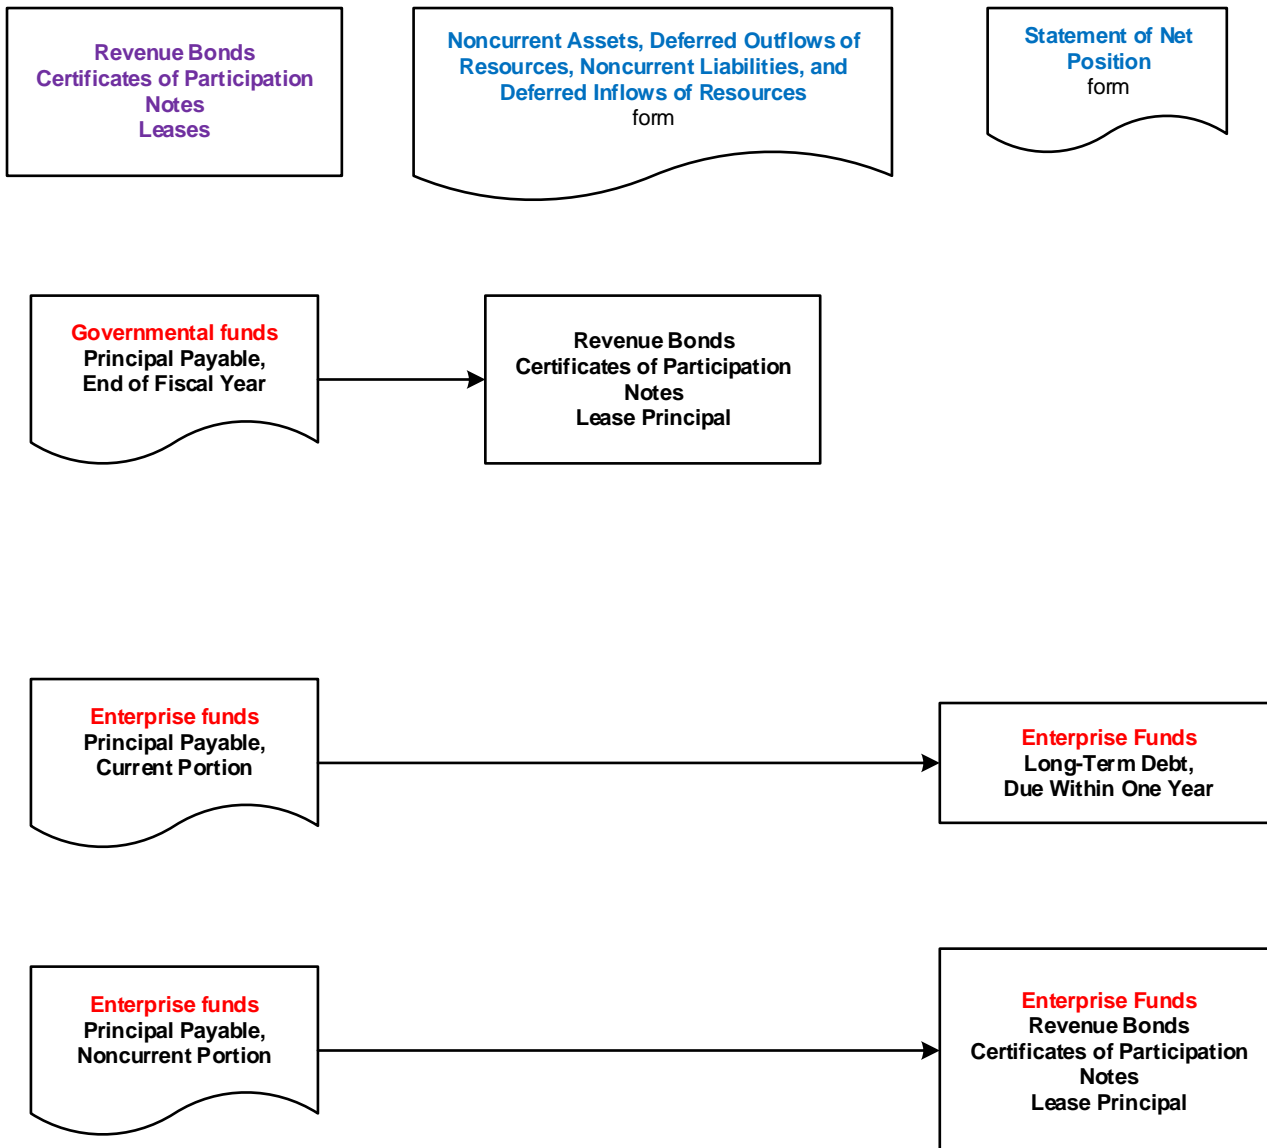 Revenue Bonds
Certificates of Participation
Notes
Leases
Noncurrent Assets, Deferred Outflows of
Resources, Noncurrent Liabilities, and
Deferred Inflows of Resources
form
Statement of Net
Position
form
Governmental funds
Principal Payable,
End of Fiscal Year
Revenue Bonds
Certificates of Participation
Notes
Lease Principal
Enterprise funds
Principal Payable,
Current Portion
Enterprise Funds
Long-Term Debt,
Due Within One Year
Enterprise funds
Principal Payable,
Noncurrent Portion
Enterprise Funds
Revenue Bonds
Certificates of Participation
Notes
Lease Principal